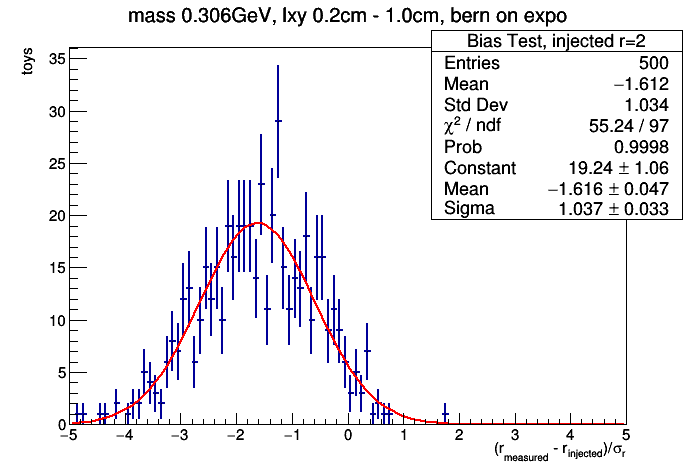 mass 0.306GeV, lxy 0.2cm - 1.0cm, bern on expo
toys
Bias Test, injected r=2
Entries 500
Mean −1.612
Std Dev 1.034
χ² / ndf 55.24 / 97
Prob 0.9998
Constant 19.24 ± 1.06
Mean −1.616 ± 0.047
Sigma 1.037 ± 0.033
35
30
25
20
15
10
5
0
−5 −4 −3 −2 −1 0 1 2 3 4 5
(r_measured - r_injected)/σ_r